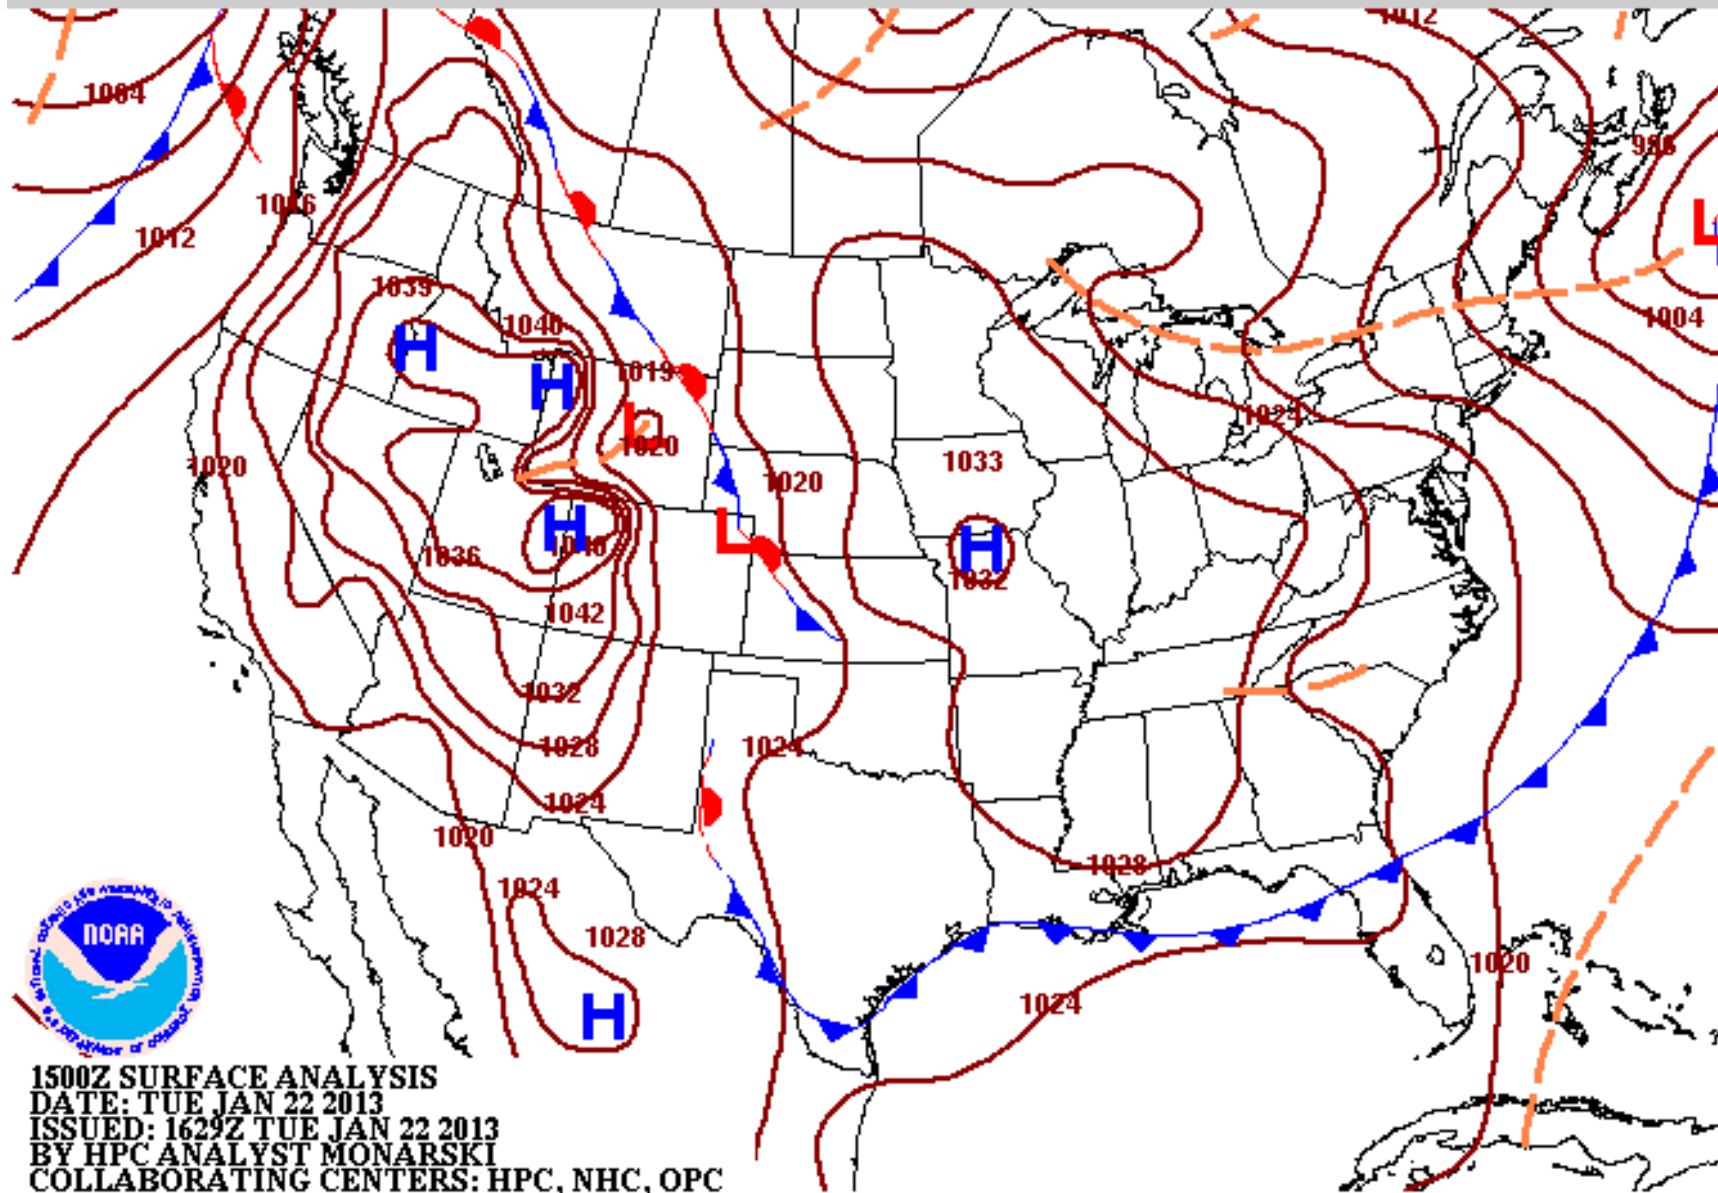 1012
1004
996
1016
1012
1039
1004
1040
H
L
H
1019
1024
L
1020
1033
1020
1020
H
L
H
1036
1040
1032
1042
1032
1028
1024
1024
1020
1028
1024
1028
1020
1024
H
NOAA
1500Z SURFACE ANALYSIS
DATE: TUE JAN 22 2013
ISSUED: 1629Z TUE JAN 22 2013
BY HPC ANALYST MONARSKI
COLLABORATING CENTERS: HPC, NHC, OPC